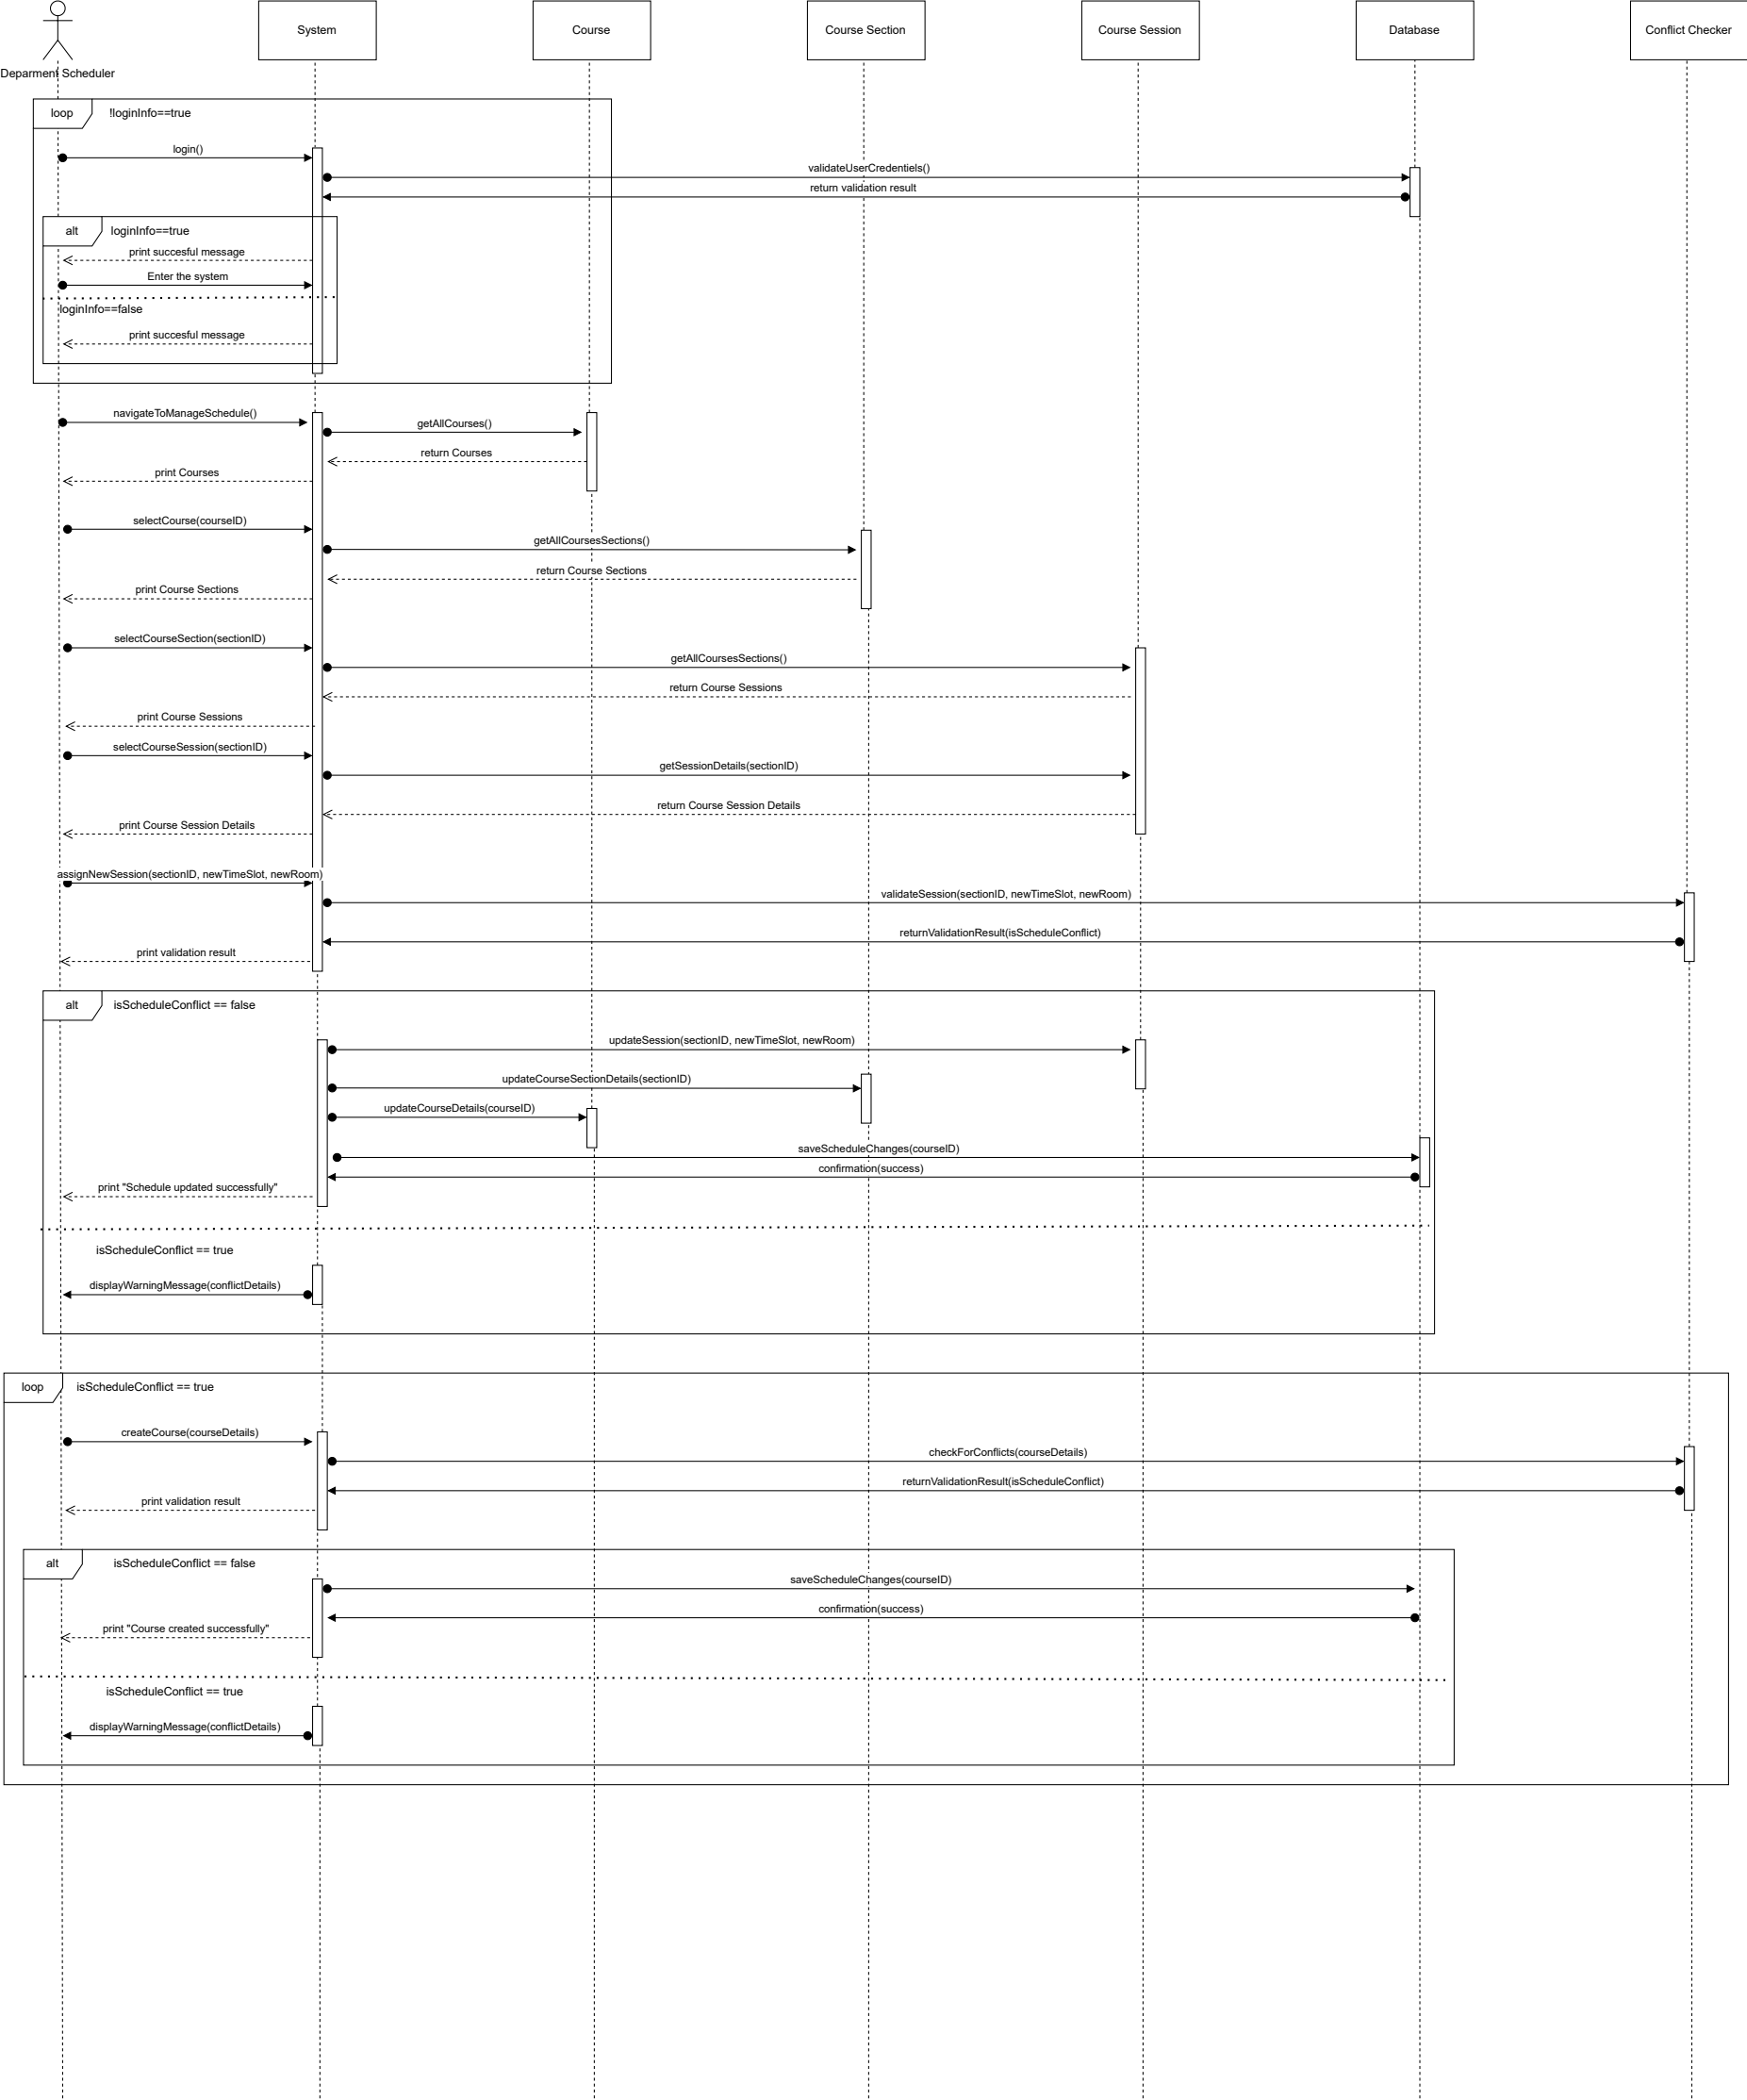 System
Course
Course Section
Course Session
Database
Conflict Checker
Deparment Scheduler
loop
!loginInfo==true
login()
validateUserCredentiels()
return validation result
alt
loginInfo==true
print succesful message
Enter the system
loginInfo==false
print succesful message
navigateToManageSchedule()
getAllCourses()
return Courses
print Courses
selectCourse(courseID)
getAllCoursesSections()
return Course Sections
print Course Sections
selectCourseSection(sectionID)
getAllCoursesSections()
return Course Sessions
print Course Sessions
selectCourseSession(sectionID)
getSessionDetails(sectionID)
return Course Session Details
print Course Session Details
assignNewSession(sectionID, newTimeSlot, newRoom)
validateSession(sectionID, newTimeSlot, newRoom)
returnValidationResult(isScheduleConflict)
print validation result
alt
isScheduleConflict == false
updateSession(sectionID, newTimeSlot, newRoom)
updateCourseSectionDetails(sectionID)
updateCourseDetails(courseID)
saveScheduleChanges(courseID)
confirmation(success)
print "Schedule updated successfully"
isScheduleConflict == true
displayWarningMessage(conflictDetails)
loop
isScheduleConflict == true
createCourse(courseDetails)
checkForConflicts(courseDetails)
returnValidationResult(isScheduleConflict)
print validation result
alt
isScheduleConflict == false
saveScheduleChanges(courseID)
confirmation(success)
print "Course created successfully"
isScheduleConflict == true
displayWarningMessage(conflictDetails)